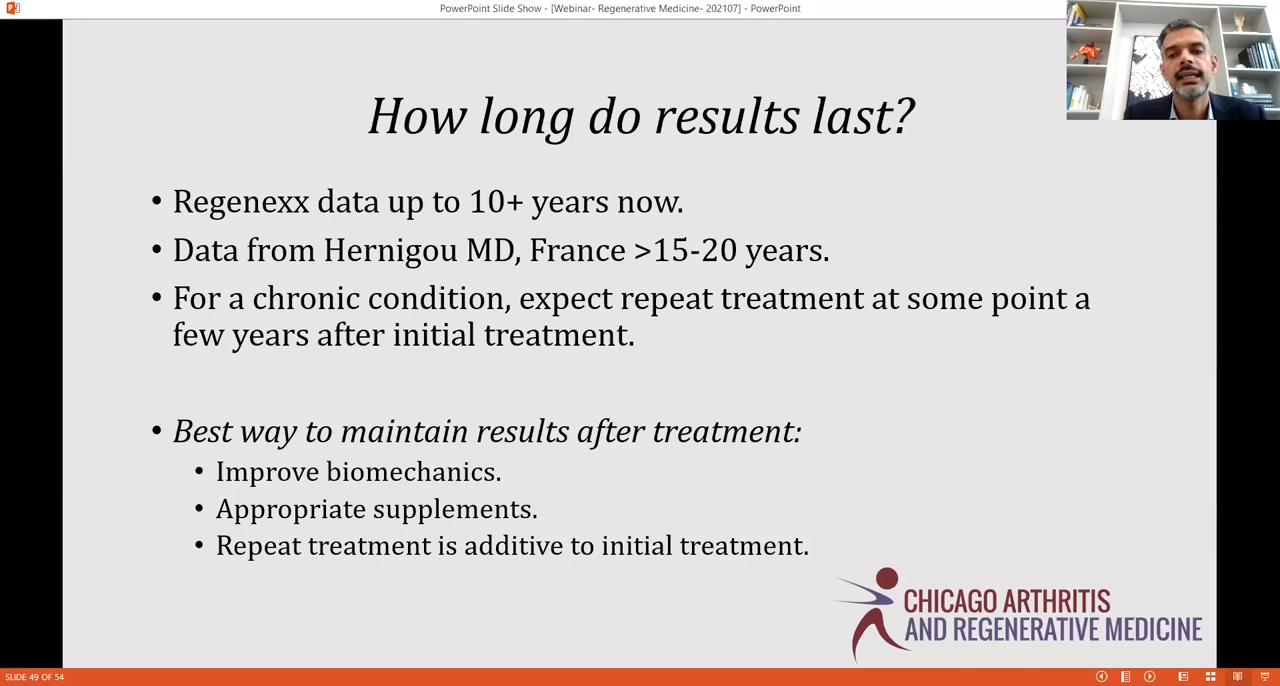 PowerPoint Slide Show - [Webinar- Regenerative Medicine- 202107] - PowerPoint
How long do results last?
• Regenexx data up to 10+ years now.
• Data from Hernigou MD, France >15-20 years.
• For a chronic condition, expect repeat treatment at some point a
few years after initial treatment.
• Best way to maintain results after treatment:
• Improve biomechanics.
• Appropriate supplements.
• Repeat treatment is additive to initial treatment.
CHICAGO ARTHRITIS
AND REGENERATIVE MEDICINE
SLIDE 49 OF 54